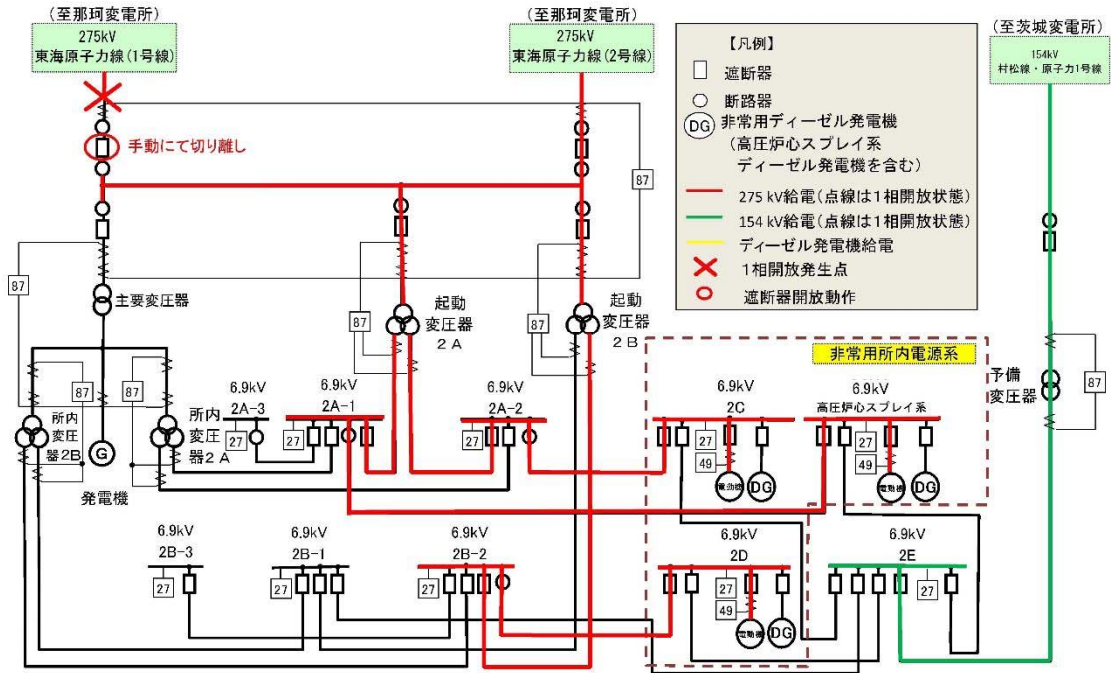 (至那珂変電所)
275kV
東海原子力線(1号線)
(至那珂変電所)
275kV
東海原子力線(2号線)
(至茨城変電所)
154kV
村松線・原子力1号線
【凡例】
遮断器
断路器
DG
非常用ディーゼル発電機
(高圧炉心スプレイ系
ディーゼル発電機を含む)
275 kV給電(点線は1相開放状態)
154 kV給電(点線は1相開放状態)
ディーゼル発電機給電
1相開放発生点
遮断器開放動作
手動にて切り離し
87
87
主要変圧器
87
起動
変圧器
2A
87
起動
変圧器
2B
87
87
所内
変圧
器2B
G
発電機
所内
変圧
器2A
非常用所内電源系
予備
変圧器
87
6.9kV
2A-3
27
6.9kV
2A-1
27
6.9kV
2A-2
27
6.9kV
2C
27
49
電動機
DG
6.9kV
高圧炉心スプレイ系
27
49
電動機
DG
6.9kV
2B-3
27
6.9kV
2B-1
27
6.9kV
2B-2
27
6.9kV
2D
27
49
電動機
DG
6.9kV
2E
27